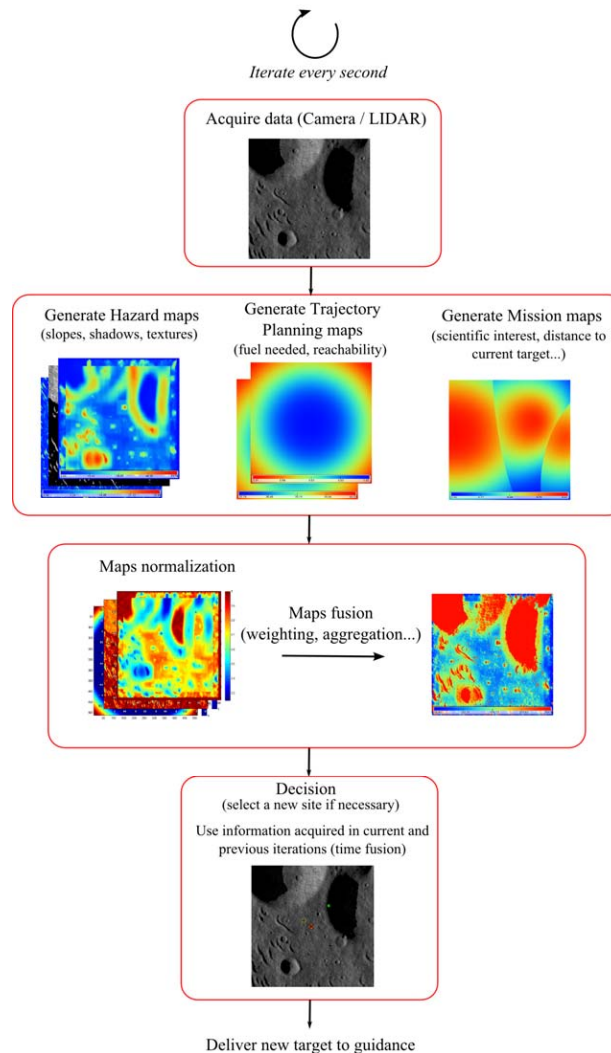 Iterate every second
Acquire data (Camera / LIDAR)
Generate Hazard maps
(slopes, shadows, textures)
Generate Trajectory
Planning maps
(fuel needed, reachability)
Generate Mission maps
(scientific interest, distance to
current target...)
Maps normalization
Maps fusion
(weighting, aggregation...)
Decision
(select a new site if necessary)
Use information acquired in current and
previous iterations (time fusion)
Deliver new target to guidance